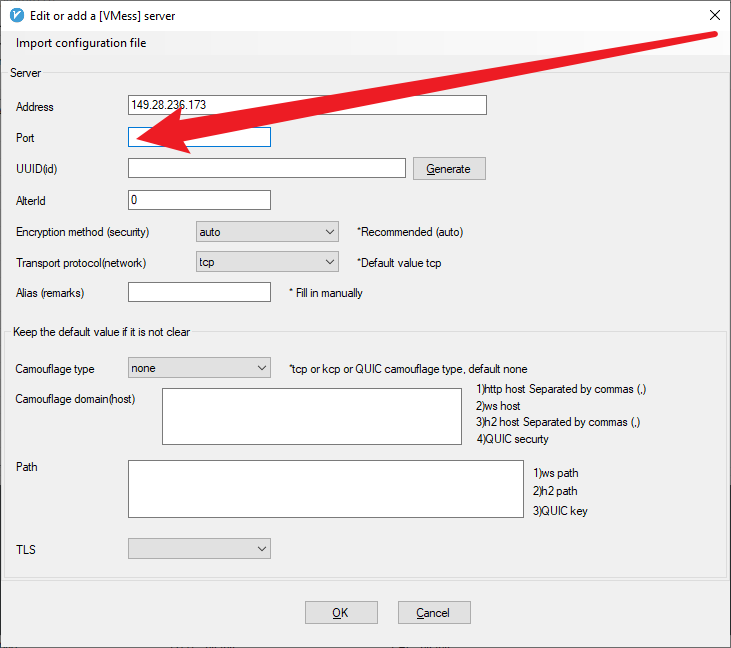 Edit or add a [VMess] server
Import configuration file
Server
Address 149.28.236.173
Port
UUID(id) Generate
AlterId 0
Encryption method (security) auto *Recommended (auto)
Transport protocol(network) tcp *Default value tcp
Alias (remarks) * Fill in manually
Keep the default value if it is not clear
Camouflage type none *tcp or kcp or QUIC camouflage type, default none
Camouflage domain(host)
1)http host Separated by commas (,)
2)ws host
3)h2 host Separated by commas (,)
4)QUIC securty
Path
1)ws path
2)h2 path
3)QUIC key
TLS
OK Cancel